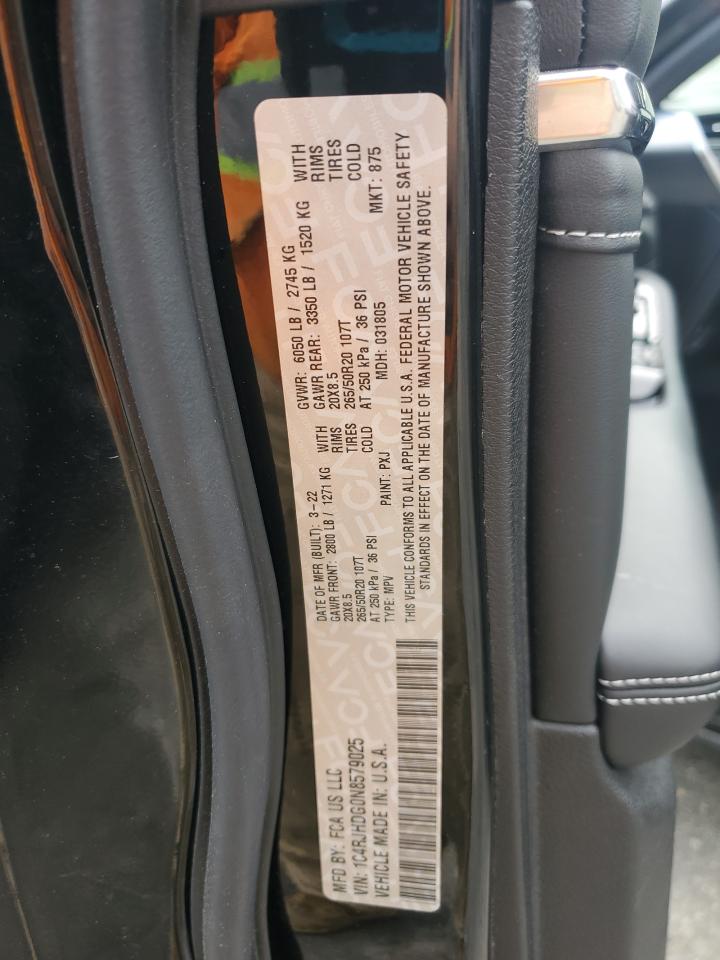 MFD BY: FCA US LLC
VIN: 1C4RJHDG0N8579025
VEHICLE MADE IN: U.S.A.
DATE OF MFR (BUILT): 3-22
GAWR FRONT: 2800 LB / 1271 KG WITH
20X8.5 RIMS
265/50R20 107T TIRES
AT 250 kPa / 36 PSI COLD
TYPE: MPV PAINT: PXJ
GVWR: 6050 LB / 2745 KG
GAWR REAR: 3350 LB / 1520 KG WITH
20X8.5 RIMS
265/50R20 107T TIRES
AT 250 kPa / 36 PSI COLD
MDH: 031805 MKT: 875
THIS VEHICLE CONFORMS TO ALL APPLICABLE U.S.A. FEDERAL MOTOR VEHICLE SAFETY
STANDARDS IN EFFECT ON THE DATE OF MANUFACTURE SHOWN ABOVE.